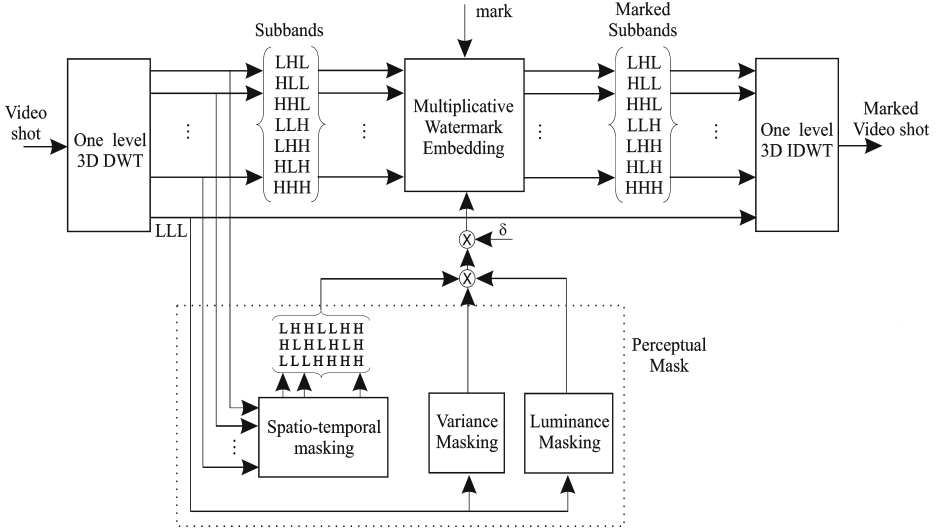 mark
Subbands
Marked
Subbands
Video
shot
One level
3D DWT
LHL
HLL
HHL
LLH
LHH
HLH
HHH
Multiplicative
Watermark
Embedding
LHL
HLL
HHL
LLH
LHH
HLH
HHH
One level
3D IDWT
Marked
Video shot
LLL
X
δ
X
LHHLLHH
HLHLHLH
LLLHHHH
Perceptual
Mask
Spatio-temporal
masking
Variance
Masking
Luminance
Masking